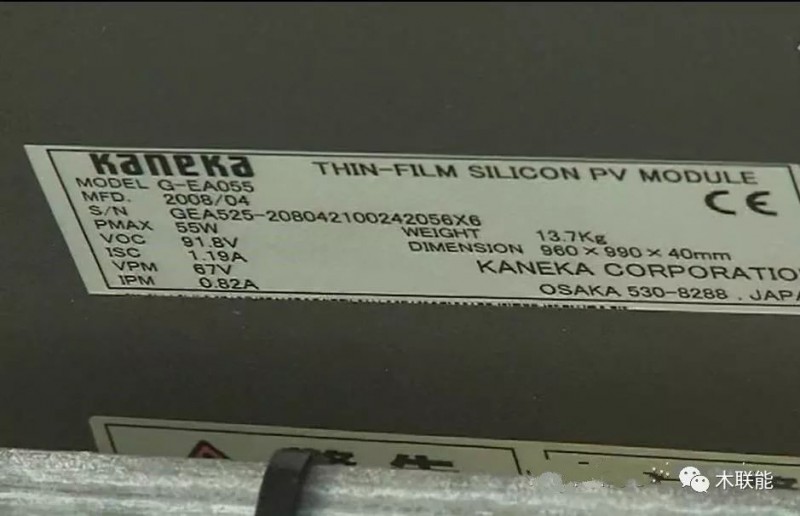 Kaneka THIN-FILM SILICON PV MODULE
MODEL G-EA055
MFD. 2008/04
S/N GEA525-208042100242056X6
PMAX 55W WEIGHT 13.7Kg
VOC 91.8V DIMENSION 960×990×40mm
ISC 1.19A
VPM 67V KANEKA CORPORATIO
IPM 0.82A OSAKA 530-8288 . JAPA
CE
木联能